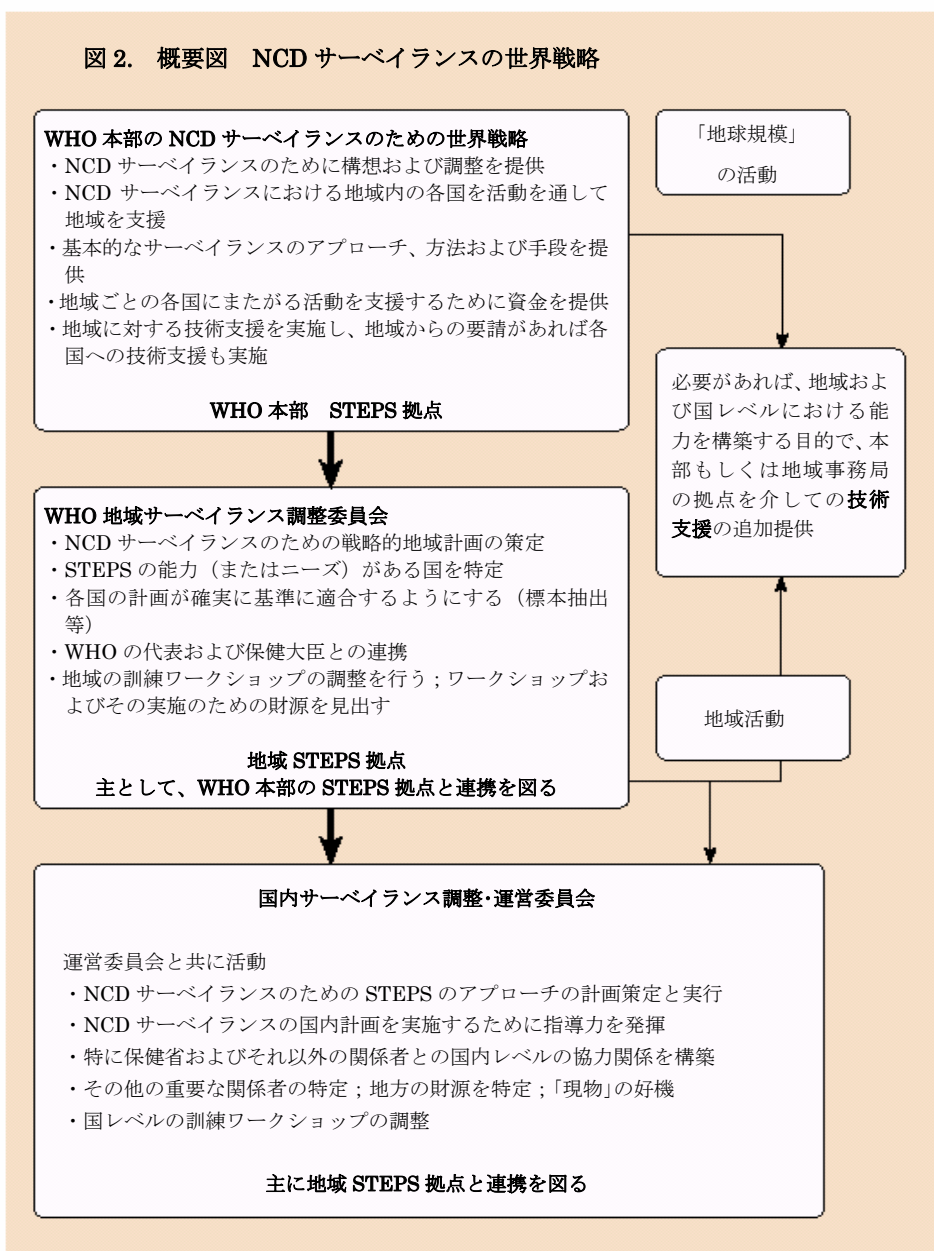 図 2.　概要図　NCD サーベイランスの世界戦略
WHO 本部の NCD サーベイランスのための世界戦略
・NCD サーベイランスのために構想および調整を提供
・NCD サーベイランスにおける地域内の各国を活動を通して
地域を支援
・基本的なサーベイランスのアプローチ、方法および手段を提
供
・地域ごとの各国にまたがる活動を支援するために資金を提供
・地域に対する技術支援を実施し、地域からの要請があれば各
国への技術支援も実施
WHO 本部　STEPS 拠点
「地球規模」
の活動
必要があれば、地域およ
び国レベルにおける能
力を構築する目的で、本
部もしくは地域事務局
の拠点を介しての技術
支援の追加提供
WHO 地域サーベイランス調整委員会
・NCD サーベイランスのための戦略的地域計画の策定
・STEPS の能力（またはニーズ）がある国を特定
・各国の計画が確実に基準に適合するようにする（標本抽出
等）
・WHO の代表および保健大臣との連携
・地域の訓練ワークショップの調整を行う；ワークショップお
よびその実施のための財源を見出す
地域 STEPS 拠点
主として、WHO 本部の STEPS 拠点と連携を図る
地域活動
国内サーベイランス調整･運営委員会
運営委員会と共に活動
・NCD サーベイランスのための STEPS のアプローチの計画策定と実行
・NCD サーベイランスの国内計画を実施するために指導力を発揮
・特に保健省およびそれ以外の関係者との国内レベルの協力関係を構築
・その他の重要な関係者の特定；地方の財源を特定；｢現物｣の好機
・国レベルの訓練ワークショップの調整
主に地域 STEPS 拠点と連携を図る